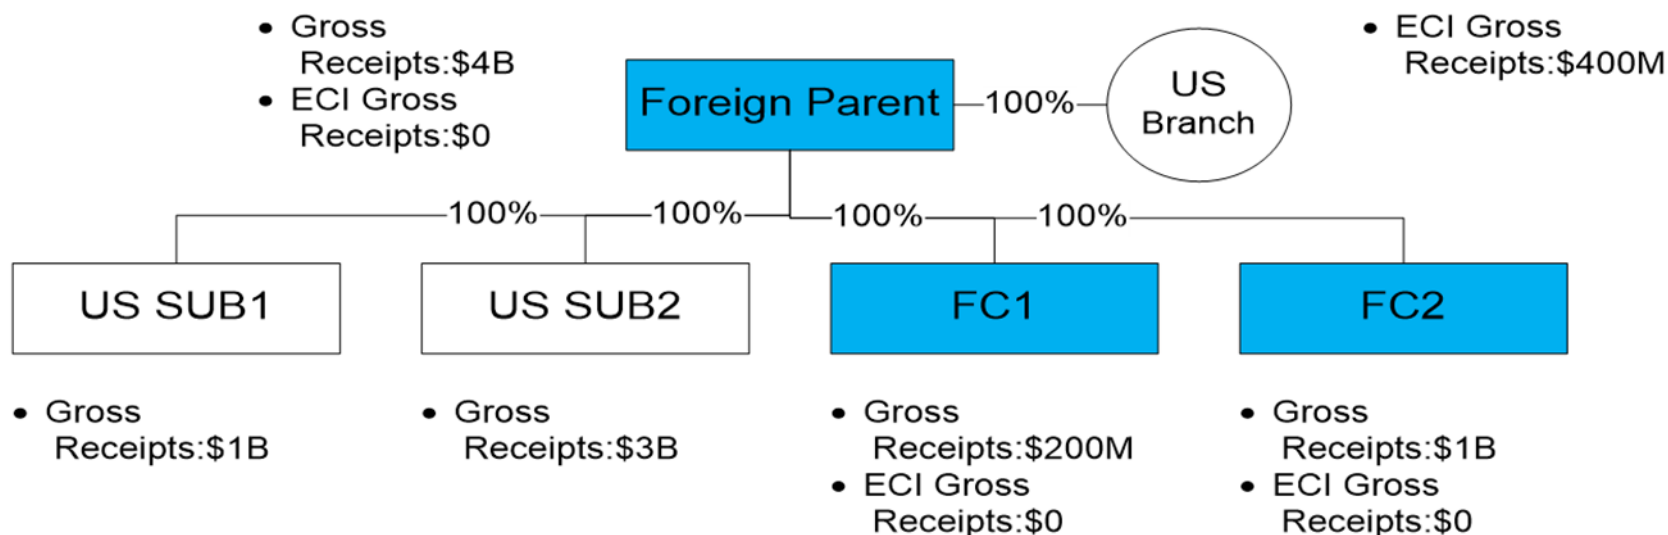 • Gross
Receipts:$4B
• ECI Gross
Receipts:$0
Foreign Parent
100%
US
Branch
• ECI Gross
Receipts:$400M
100%
100%
100%
100%
US SUB1
US SUB2
FC1
FC2
• Gross
Receipts:$1B
• Gross
Receipts:$3B
• Gross
Receipts:$200M
• ECI Gross
Receipts:$0
• Gross
Receipts:$1B
• ECI Gross
Receipts:$0